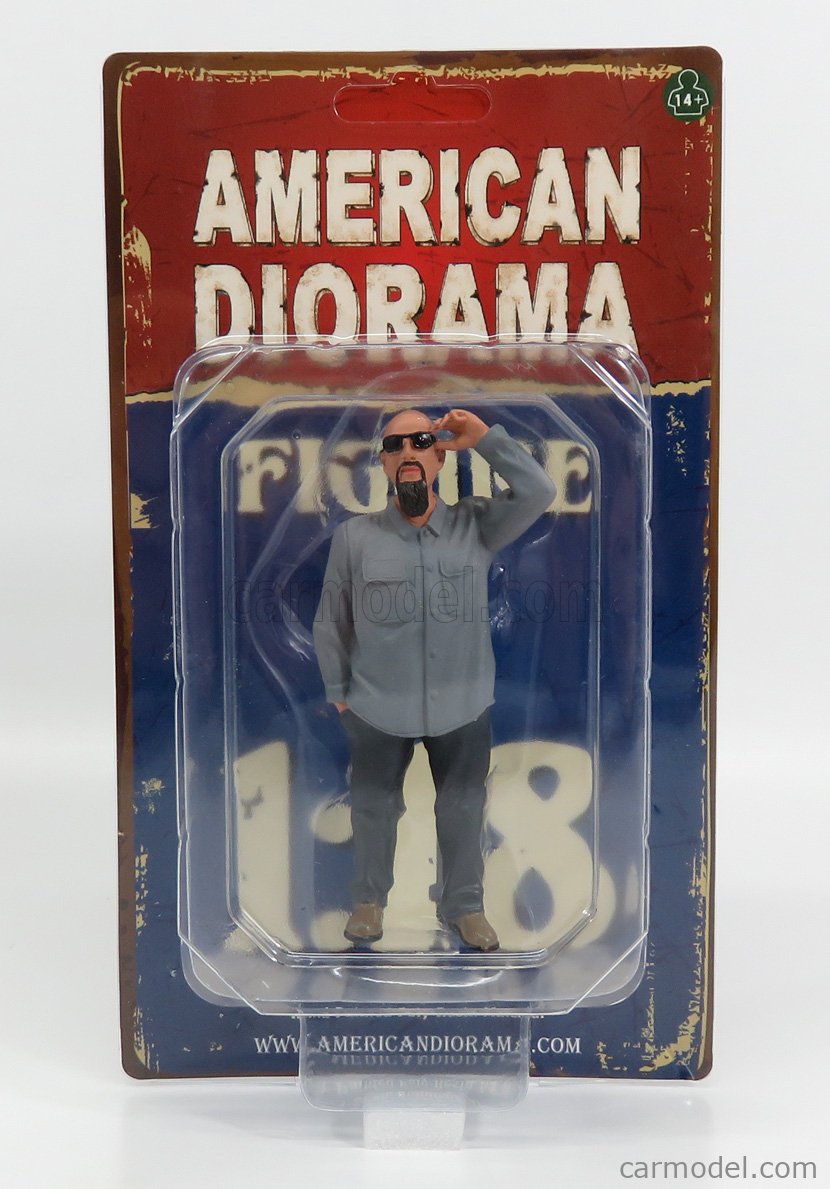 14+
AMERICAN
DIORAMA
FIGURE
carmodel.com
1:18
WWW.AMERICANDIORAMA.COM
carmodel.com